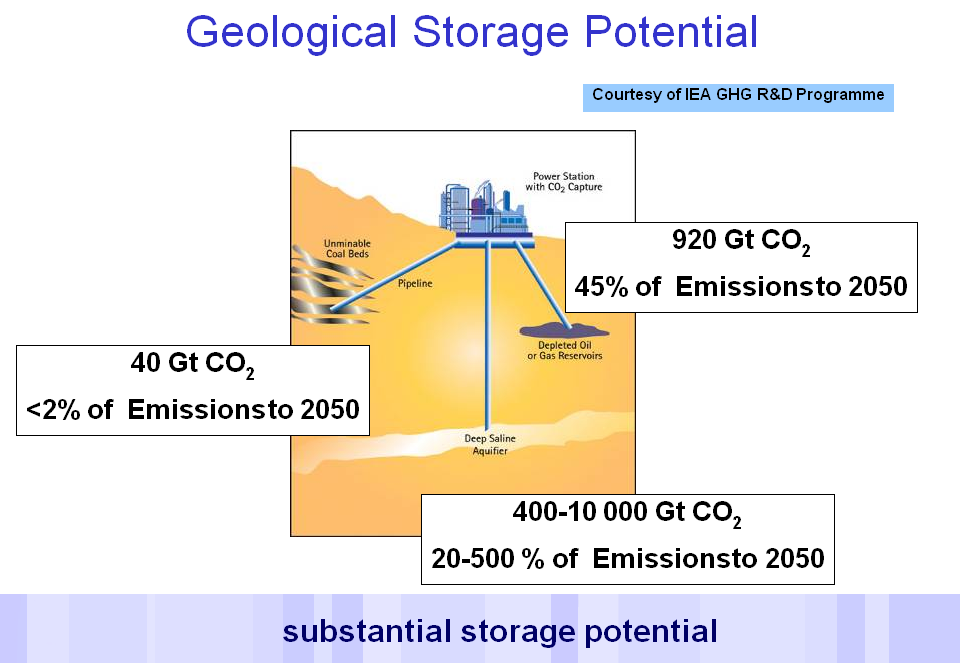 Geological Storage Potential
Courtesy of IEA GHG R&D Programme
Power Station
with CO₂ Capture
Unminable
Coal Beds
Pipeline
920 Gt CO₂
45% of Emissionsto 2050
Depleted Oil
or Gas Reservoirs
40 Gt CO₂
<2% of Emissionsto 2050
Deep Saline
Aquifier
400-10 000 Gt CO₂
20-500 % of Emissionsto 2050
substantial storage potential